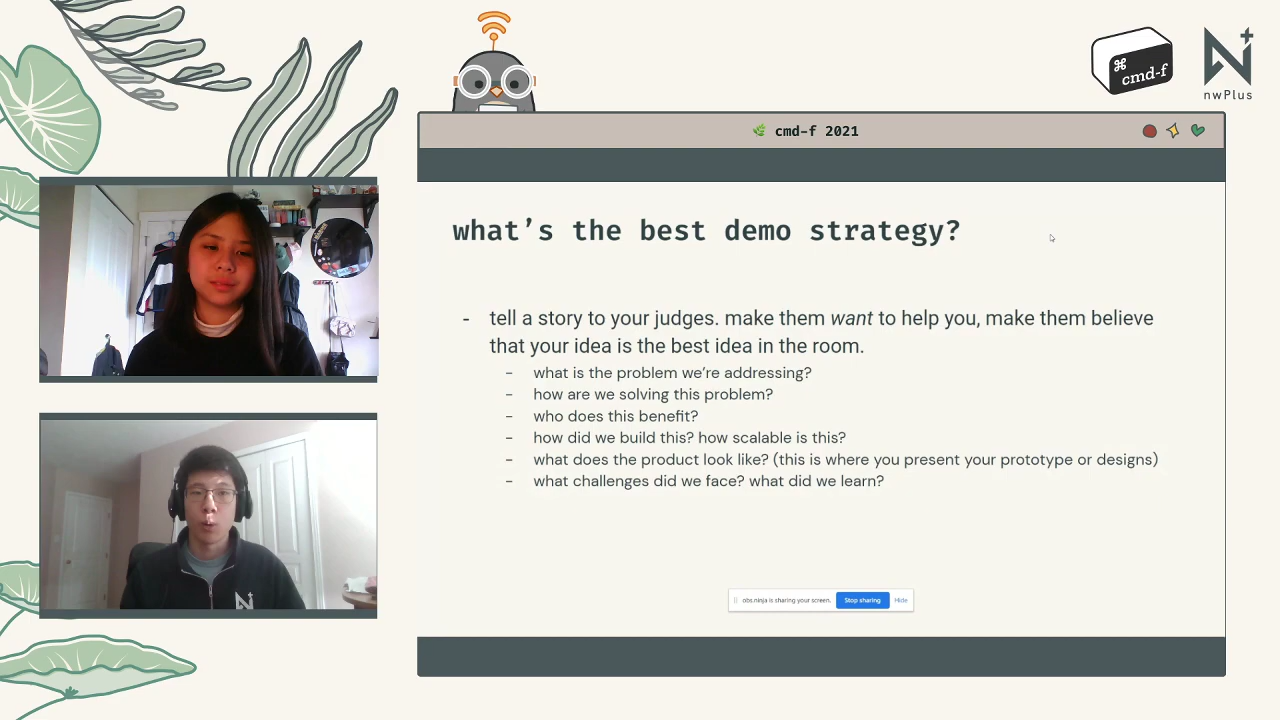 cmd-f
nwPlus
cmd-f 2021
what's the best demo strategy?
- tell a story to your judges. make them want to help you, make them believe
that your idea is the best idea in the room.
- what is the problem we're addressing?
- how are we solving this problem?
- who does this benefit?
- how did we build this? how scalable is this?
- what does the product look like? (this is where you present your prototype or designs)
- what challenges did we face? what did we learn?
obs.ninja is sharing your screen. Stop sharing Hide